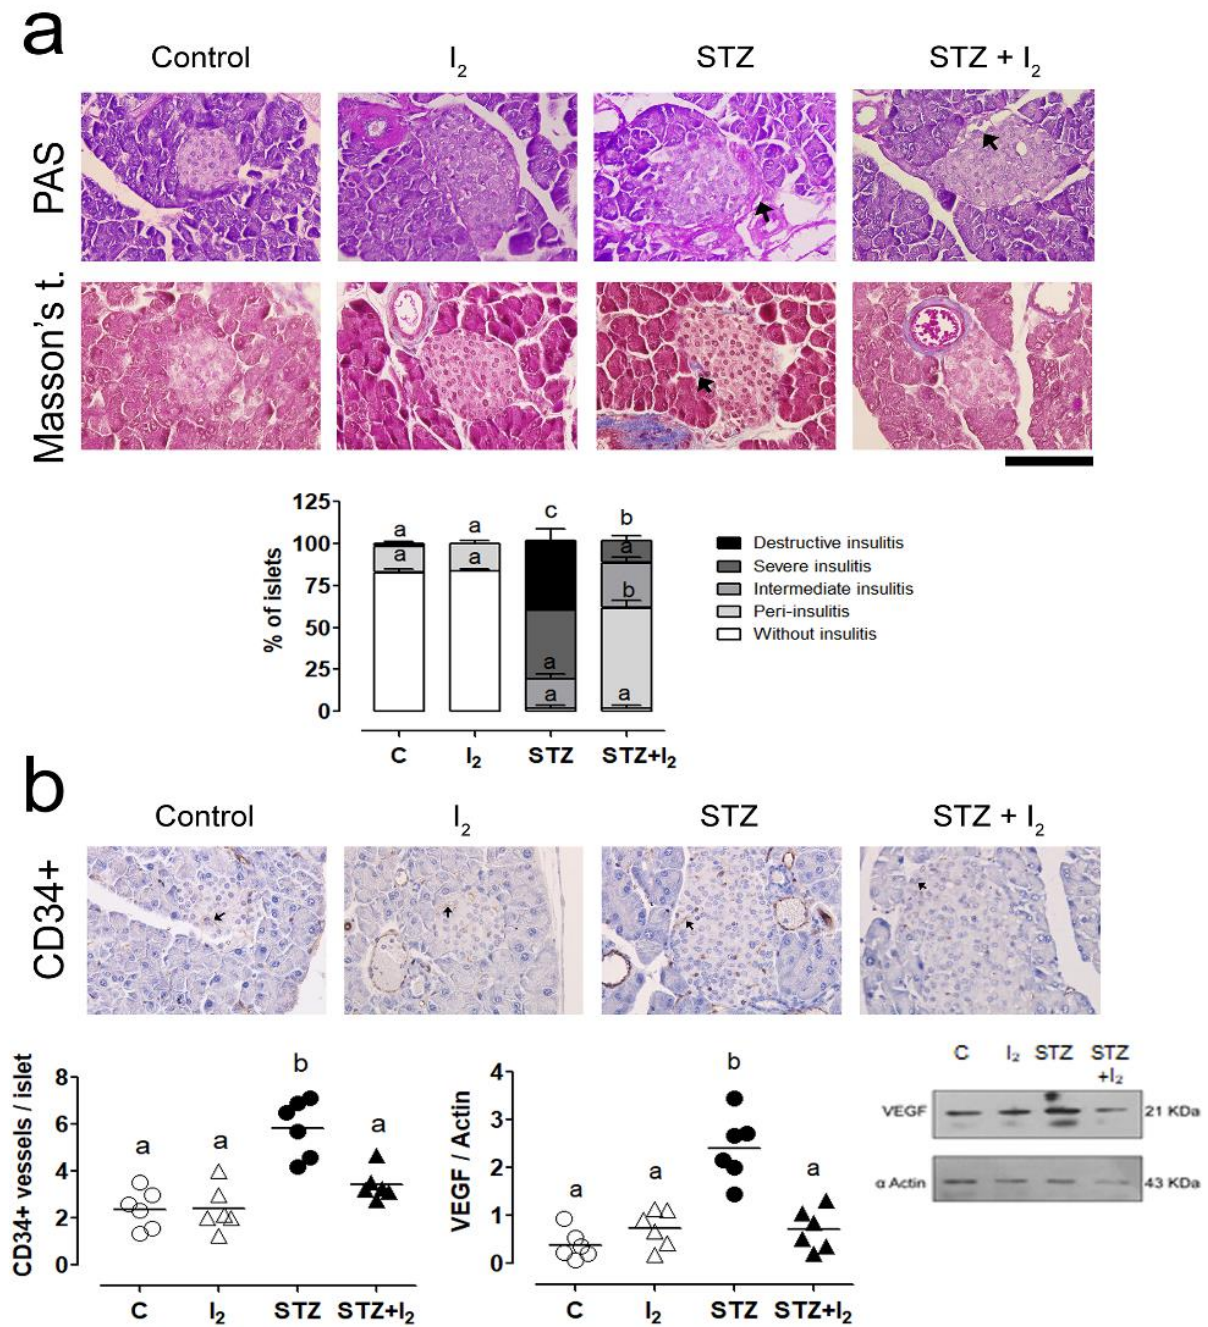 a
Control I₂ STZ STZ + I₂
PAS
Masson's t.
% of islets
125
100
75
50
25
0
a a c b
a a a
b
a
a a
C I₂ STZ STZ+I₂
Destructive insulitis
Severe insulitis
Intermediate insulitis
Peri-insulitis
Without insulitis
b
Control I₂ STZ STZ + I₂
CD34+
CD34+ vessels / islet
8
6
4
2
0
a a b a
C I₂ STZ STZ+I₂
VEGF / Actin
4
3
2
1
0
a a b a
C I₂ STZ STZ+I₂
C I₂ STZ STZ
+I₂
VEGF 21 KDa
α Actin 43 KDa